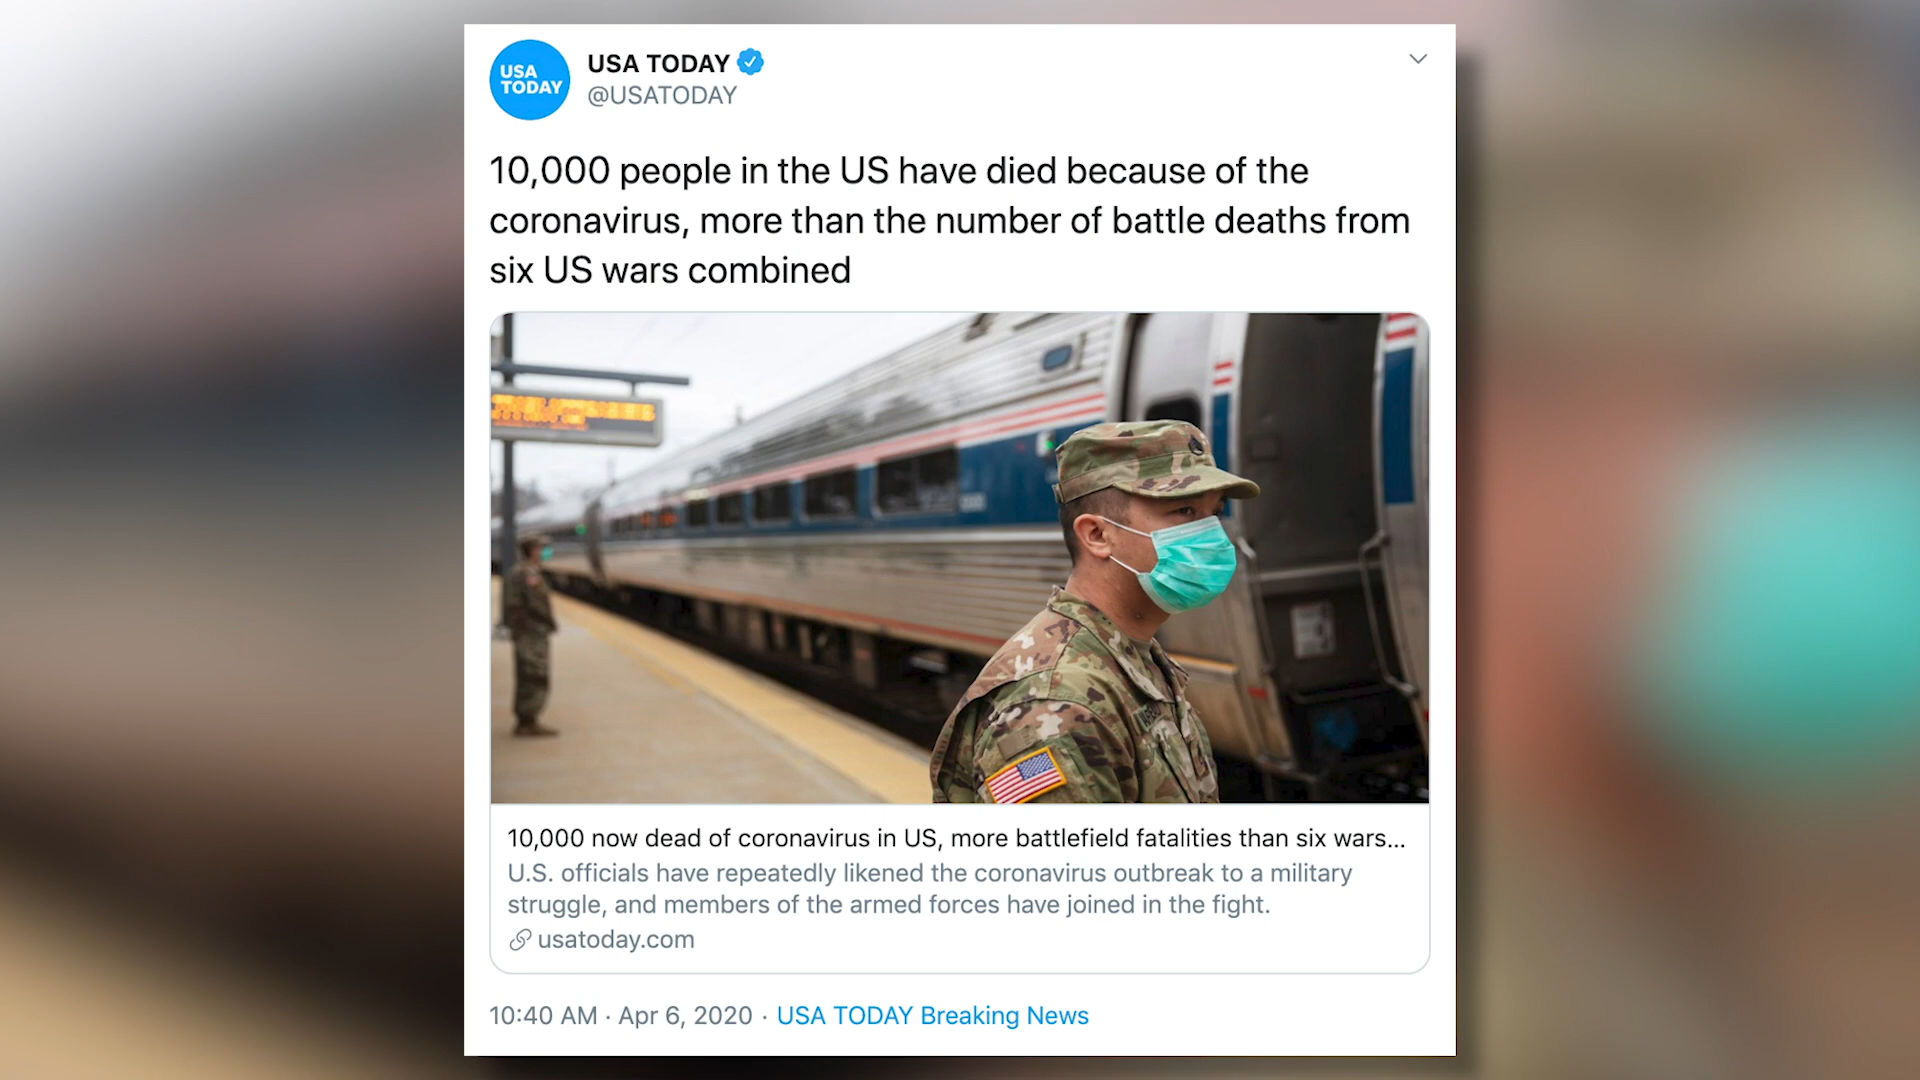 USA
TODAY
USA TODAY
@USATODAY
10,000 people in the US have died because of the
coronavirus, more than the number of battle deaths from
six US wars combined
10,000 now dead of coronavirus in US, more battlefield fatalities than six wars...
U.S. officials have repeatedly likened the coronavirus outbreak to a military
struggle, and members of the armed forces have joined in the fight.
usatoday.com
10:40 AM · Apr 6, 2020 · USA TODAY Breaking News